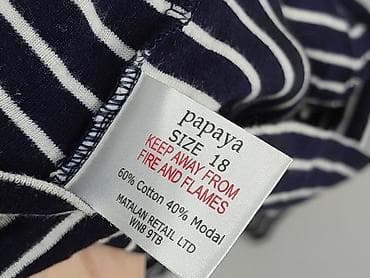 papaya
SIZE 18
KEEP AWAY FROM
FIRE AND FLAMES
60% Cotton 40% Modal
MATALAN RETAIL LTD
WN8 9TB